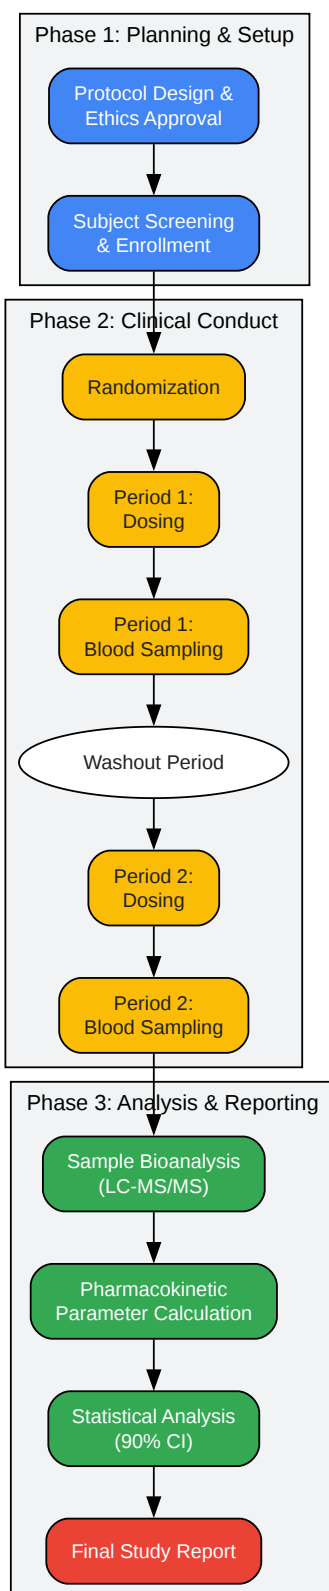 Phase 1: Planning & Setup
Protocol Design &
Ethics Approval
Subject Screening
& Enrollment
Phase 2: Clinical Conduct
Randomization
Period 1:
Dosing
Period 1:
Blood Sampling
Washout Period
Period 2:
Dosing
Period 2:
Blood Sampling
Phase 3: Analysis & Reporting
Sample Bioanalysis
(LC-MS/MS)
Pharmacokinetic
Parameter Calculation
Statistical Analysis
(90% CI)
Final Study Report